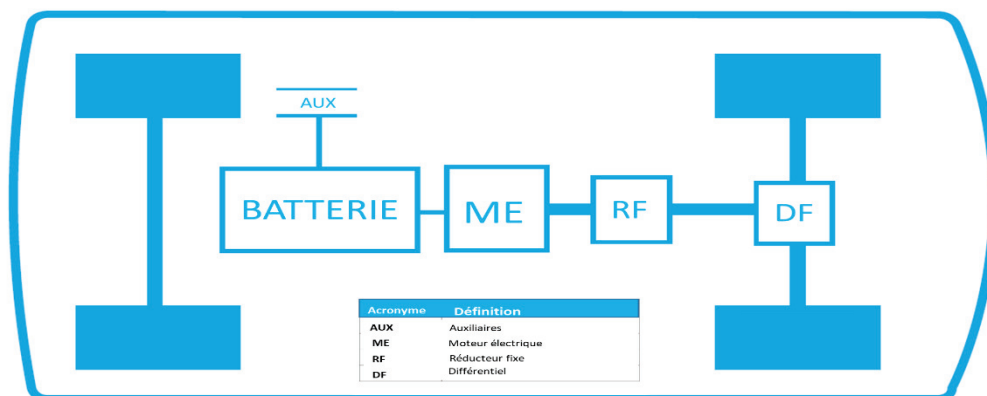 AUX
BATTERIE
ME
RF
DF
Acronyme Définition
AUX Auxiliaires
ME Moteur électrique
RF Réducteur fixe
DF Différentiel